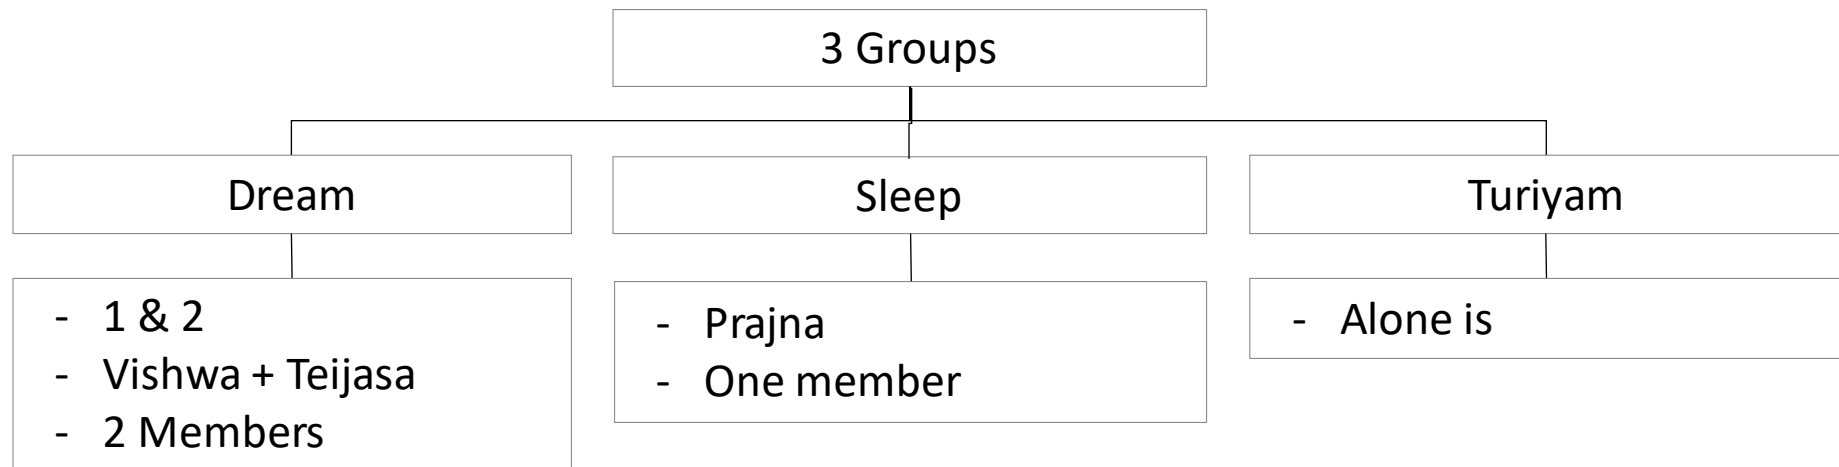 3 Groups
Dream
Sleep
Turiyam
- 1 & 2
- Vishwa + Teijasa
- 2 Members
- Prajna
- One member
- Alone is